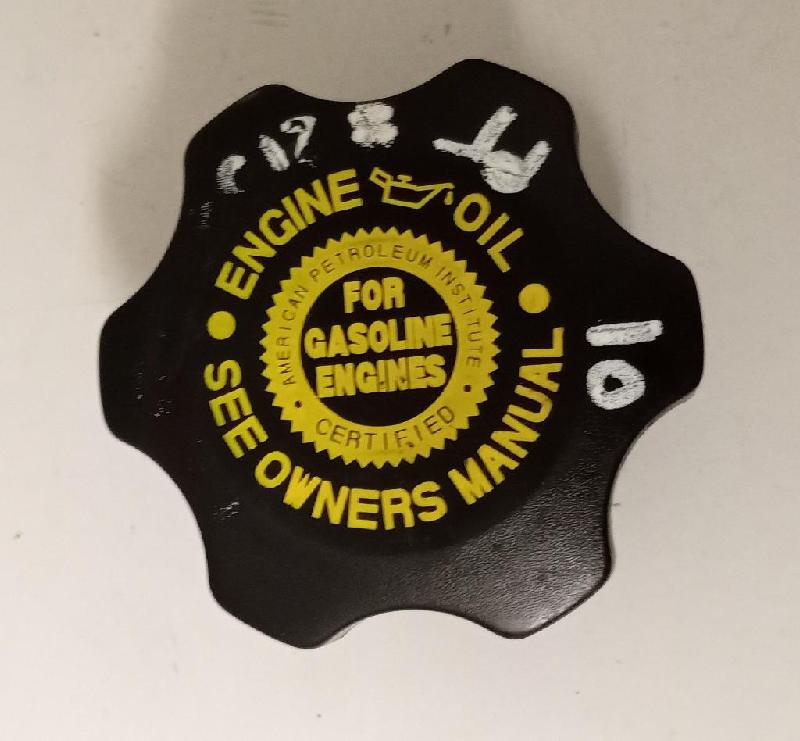 ENGINE OIL
AMERICAN PETROLEUM INSTITUTE
FOR
GASOLINE
ENGINES
CERTIFIED
SEE OWNERS MANUAL
10